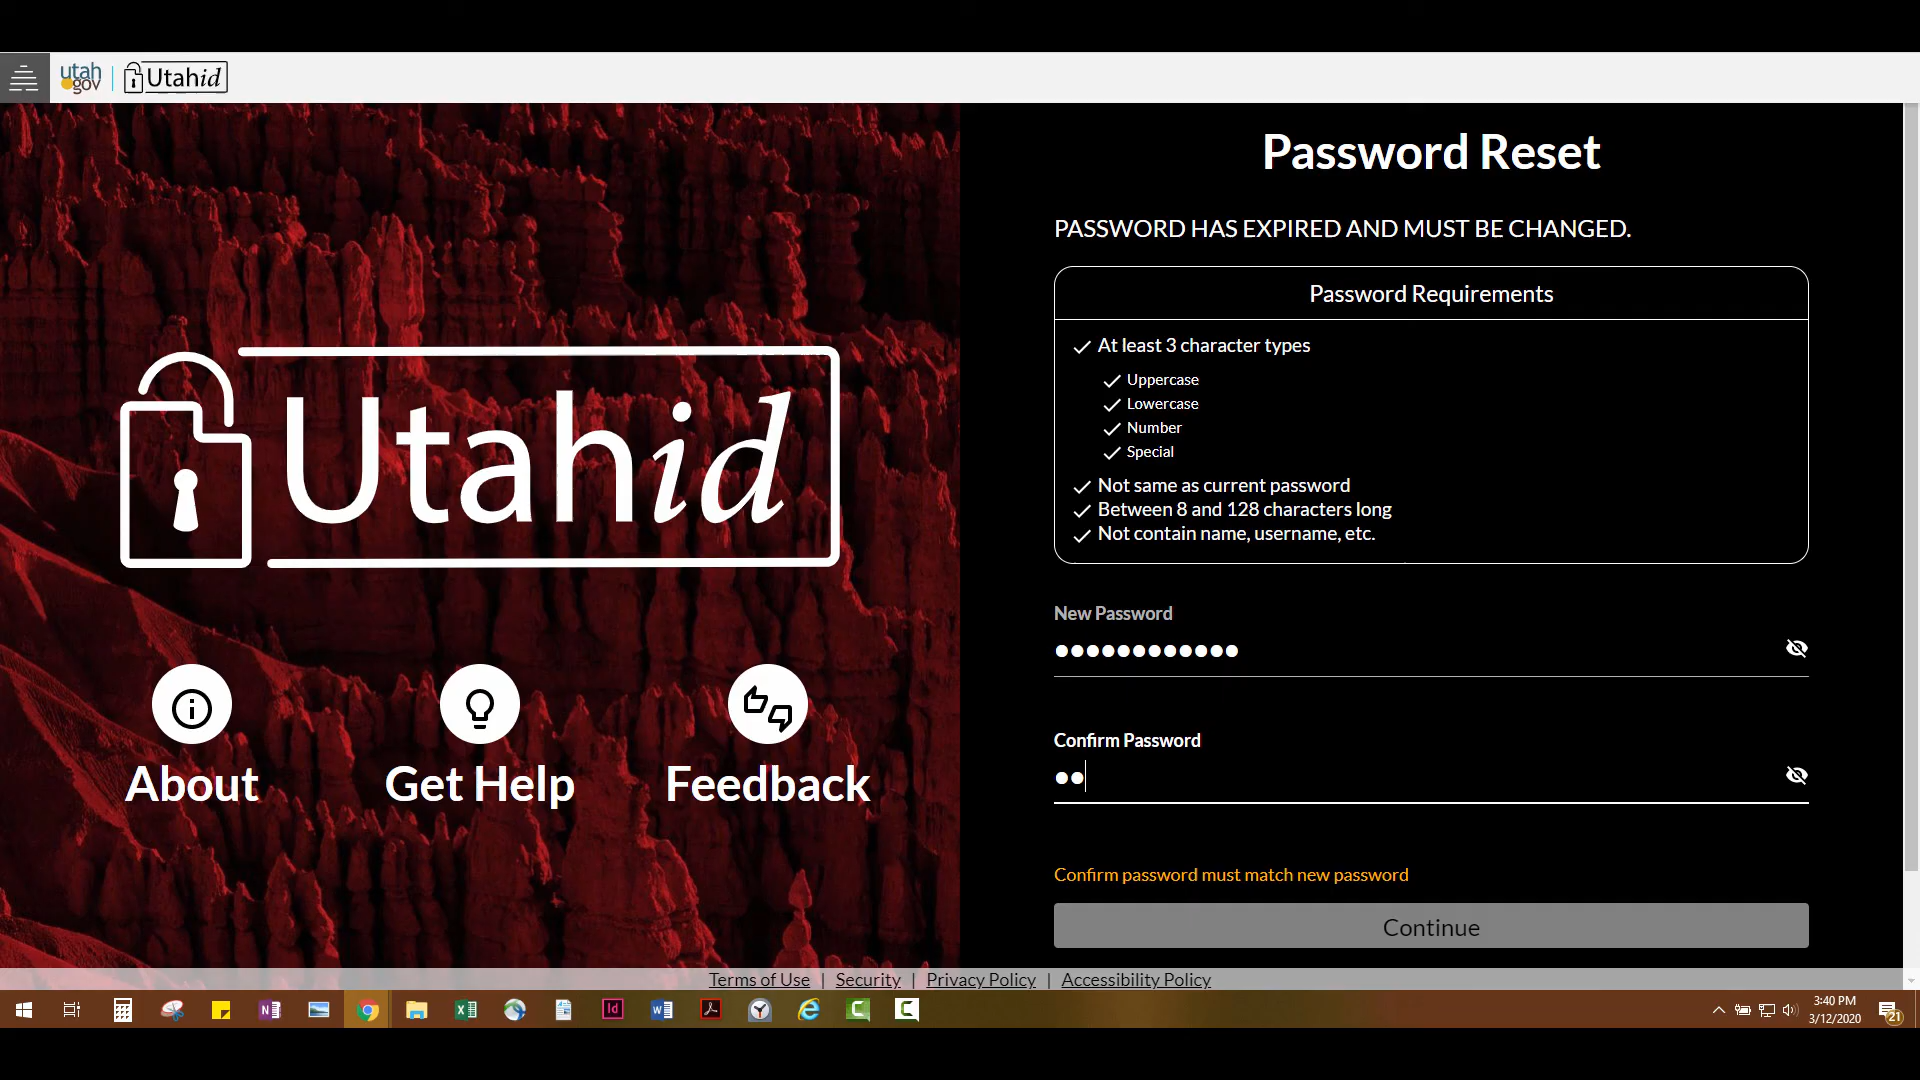 utah
gov
Utahid
Password Reset
PASSWORD HAS EXPIRED AND MUST BE CHANGED.
Password Requirements
At least 3 character types
Uppercase
Lowercase
Number
Special
Not same as current password
Between 8 and 128 characters long
Not contain name, username, etc.
Utahid
About
Get Help
Feedback
New Password
Confirm Password
Confirm password must match new password
Continue
Terms of Use | Security | Privacy Policy | Accessibility Policy
3:40 PM
3/12/2020
21